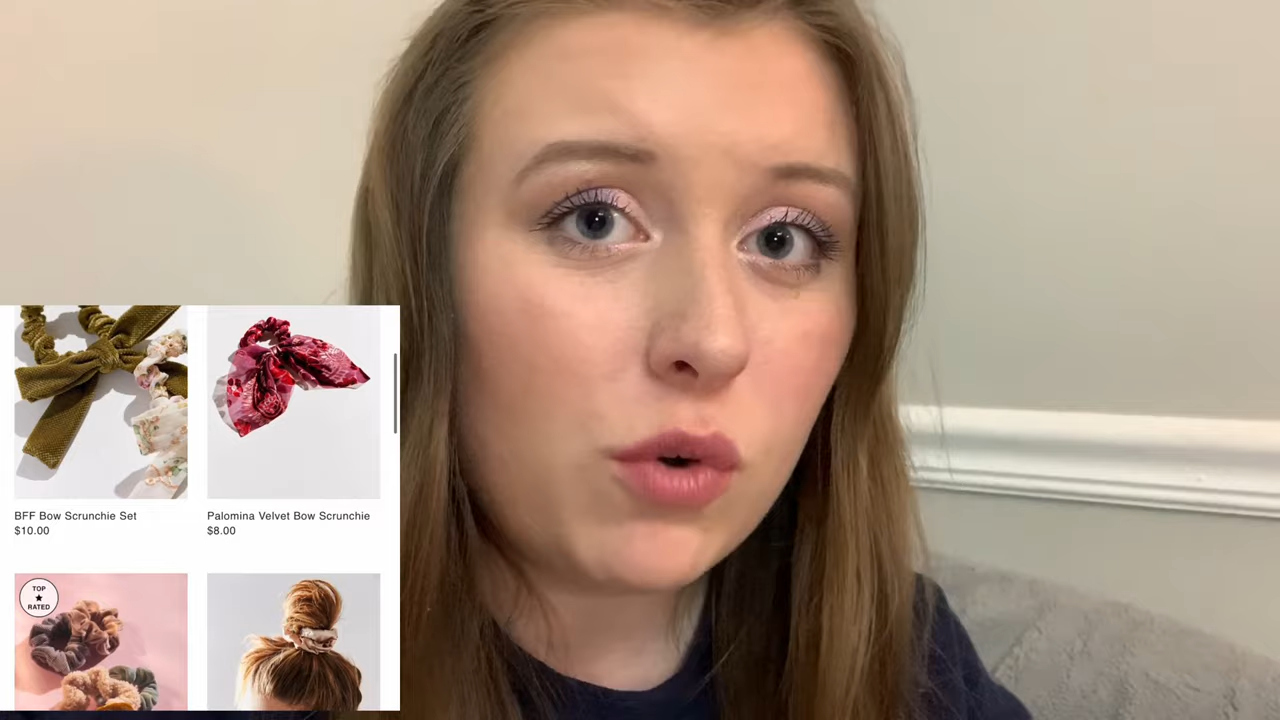 BFF Bow Scrunchie Set
$10.00
Palomina Velvet Bow Scrunchie
$8.00
TOP
RATED